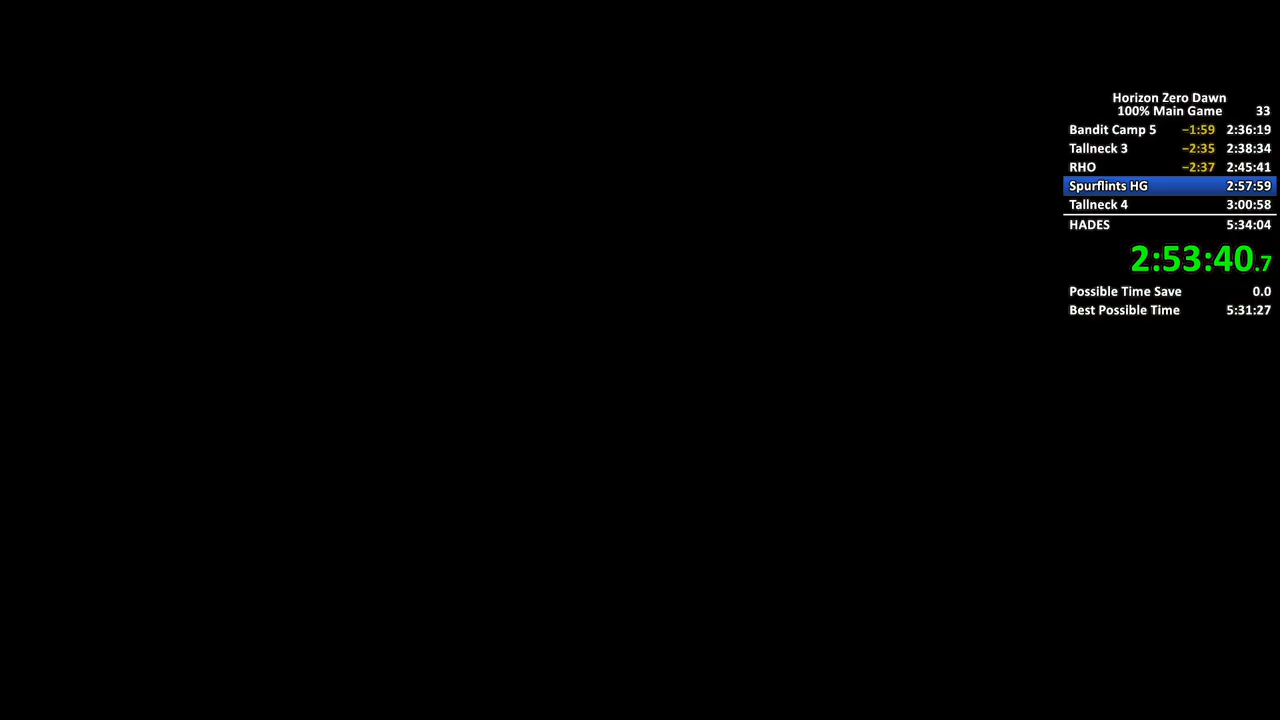 Horizon Zero Dawn
100% Main Game 33
Bandit Camp 5 −1:59 2:36:19
Tallneck 3 −2:35 2:38:34
RHO −2:37 2:45:41
Spurflints HG 2:57:59
Tallneck 4 3:00:58
HADES 5:34:04
2:53:40.7
Possible Time Save 0.0
Best Possible Time 5:31:27